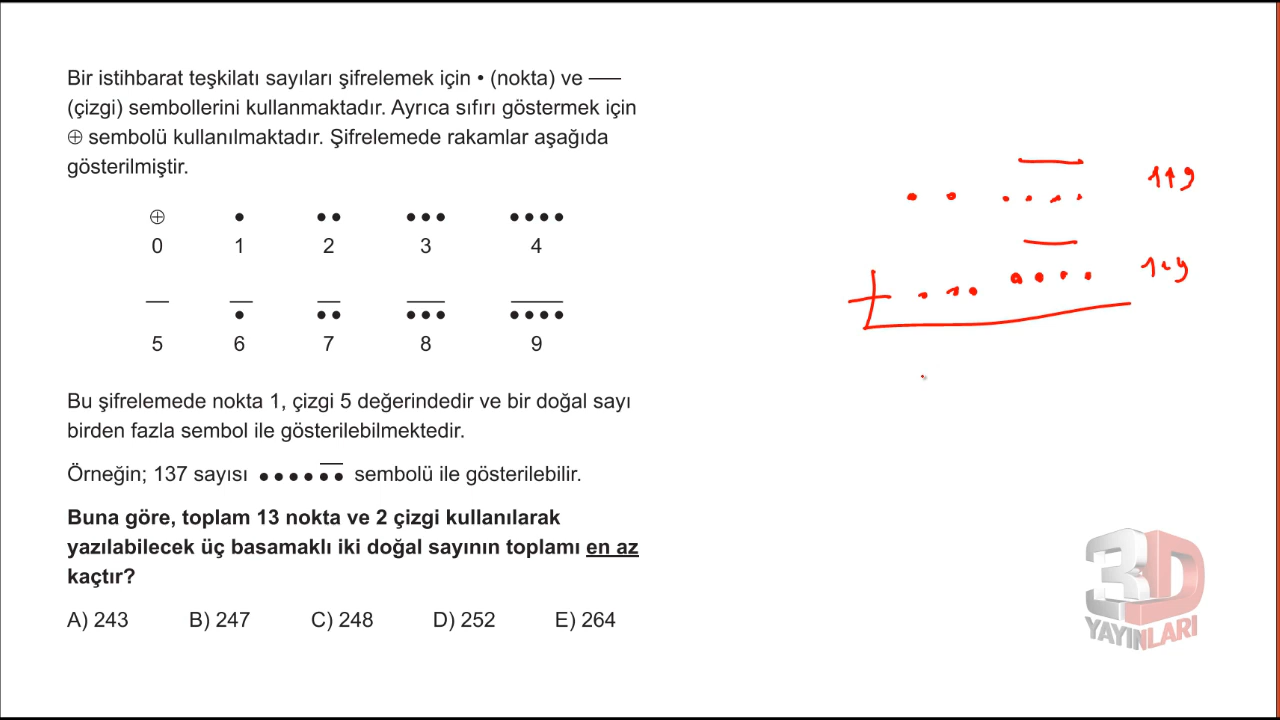 Bir istihbarat teşkilatı sayıları şifrelemek için • (nokta) ve —
(çizgi) sembollerini kullanmaktadır. Ayrıca sıfırı göstermek için
⊕ sembolü kullanılmaktadır. Şifrelemede rakamlar aşağıda
gösterilmiştir.
⊕ • •• ••• ••••
0 1 2 3 4
5 6 7 8 9
Bu şifrelemede nokta 1, çizgi 5 değerindedir ve bir doğal sayı
birden fazla sembol ile gösterilebilmektedir.
Örneğin; 137 sayısı •••••• sembolü ile gösterilebilir.
Buna göre, toplam 13 nokta ve 2 çizgi kullanılarak
yazılabilecek üç basamaklı iki doğal sayının toplamı en az
kaçtır?
A) 243 B) 247 C) 248 D) 252 E) 264
119
129
3D
YAYINLARI